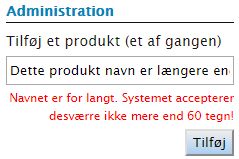 Administration
Tilføj et produkt (et af gangen)
Dette produkt navn er længere end
Navnet er for langt. Systemet accepterer
desværre ikke mere end 60 tegn!
Tilføj